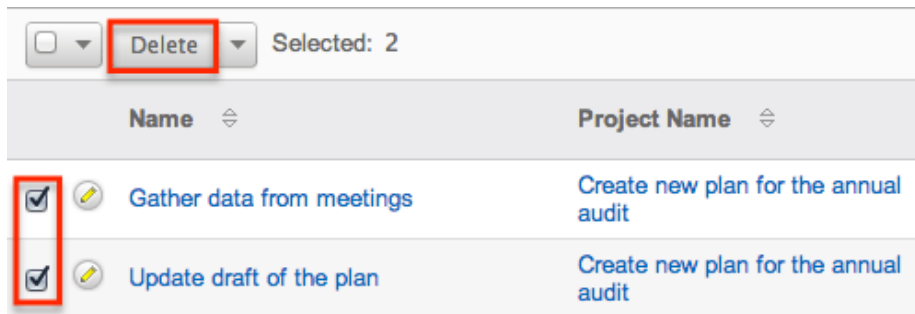 Delete Selected: 2
Name Project Name
Gather data from meetings Create new plan for the annual
audit
Update draft of the plan Create new plan for the annual
audit